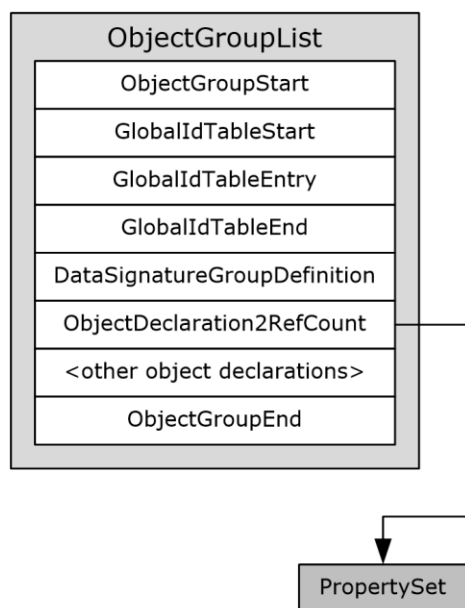 ObjectGroupList
ObjectGroupStart
GlobalIdTableStart
GlobalIdTableEntry
GlobalIdTableEnd
DataSignatureGroupDefinition
ObjectDeclaration2RefCount
<other object declarations>
ObjectGroupEnd
PropertySet